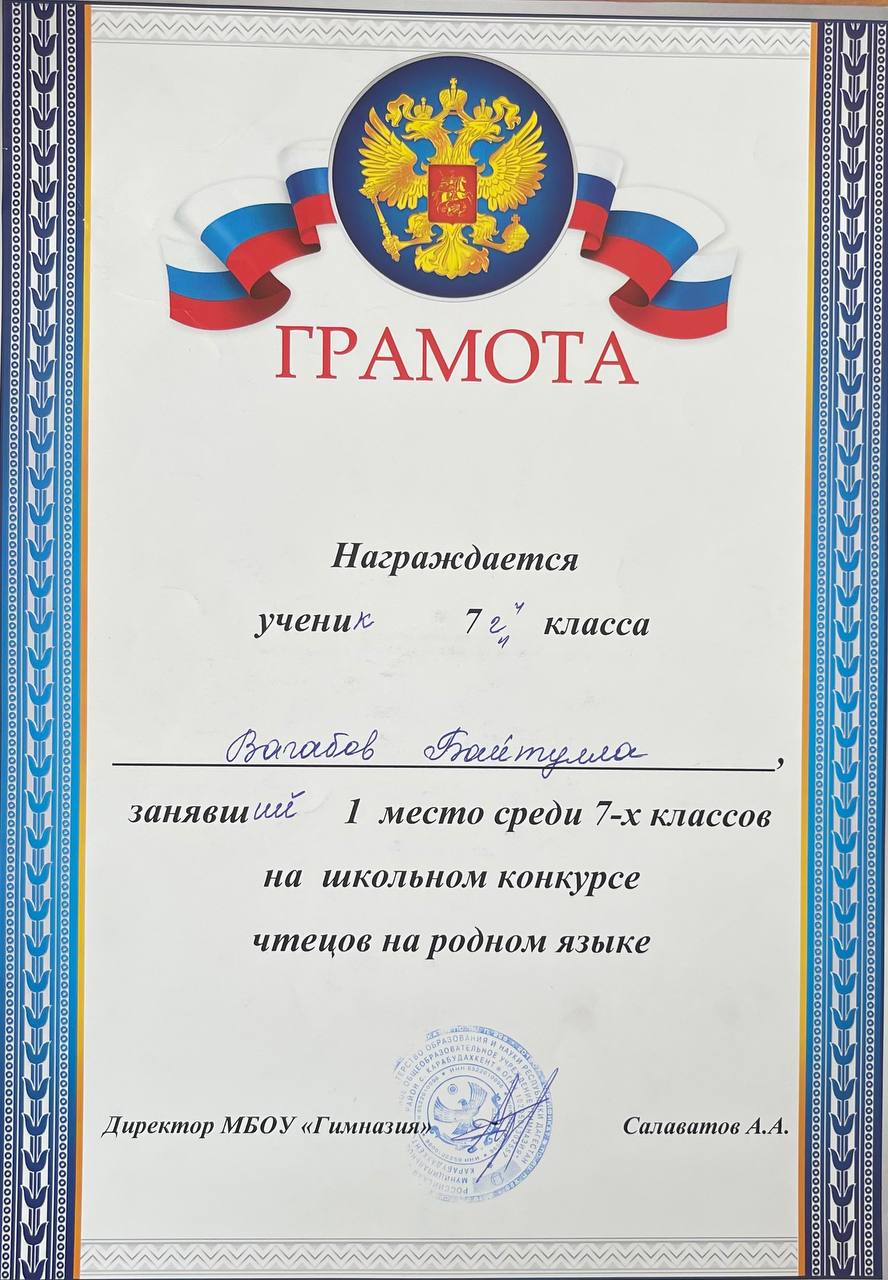 ГРАМОТА
Награждается
ученик 7 „г“ класса
Вагабов Байтулла,
занявший 1 место среди 7-х классов
на школьном конкурсе
чтецов на родном языке
Директор МБОУ «Гимназия» Салаватов А.А.